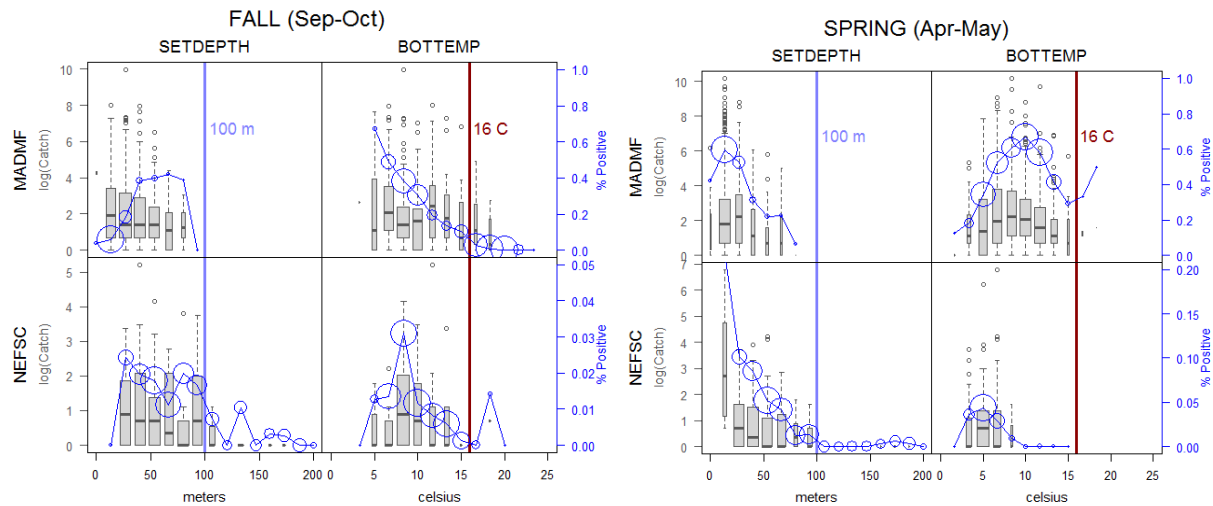 FALL (Sep-Oct)
SETDEPTH BOTTEMP
MADMF
log(Catch)
10
8
6
4
2
0
100 m
16 C
1.0
0.8
0.6
0.4
0.2
0.0
% Positive
NEFSC
log(Catch)
5
4
3
2
1
0
0.05
0.04
0.03
0.02
0.01
0.00
% Positive
0 50 100 150 200
meters
0 5 10 15 20 25
celsius
SPRING (Apr-May)
SETDEPTH BOTTEMP
MADMF
log(Catch)
10
8
6
4
2
0
100 m
16 C
1.0
0.8
0.6
0.4
0.2
0.0
% Positive
NEFSC
log(Catch)
7
6
5
4
3
2
1
0
0.20
0.15
0.10
0.05
0.00
% Positive
0 50 100 150 200
meters
0 5 10 15 20 25
celsius